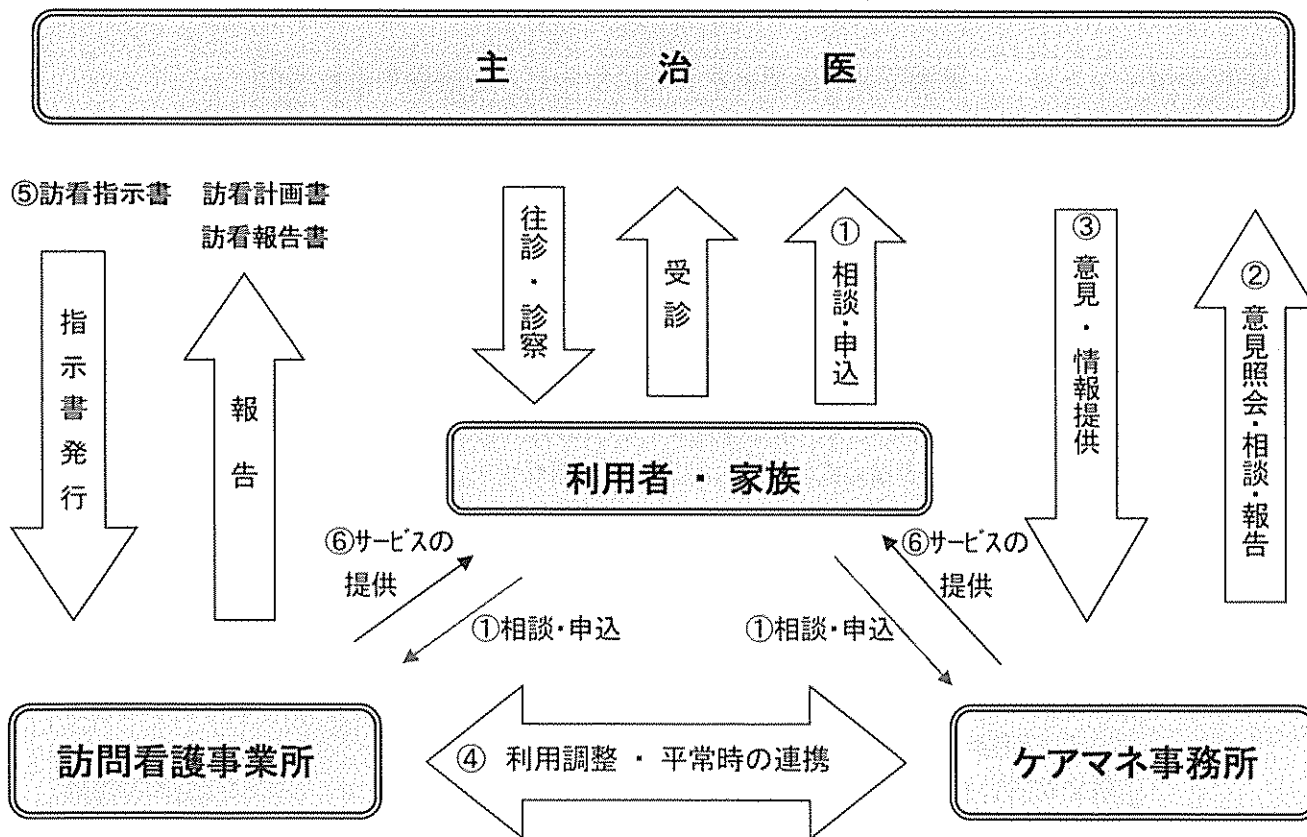 主治医
⑤訪看指示書
訪看計画書
訪看報告書
指示書発行
報告
往診・診察
受診
①相談・申込
③意見・情報提供
②意見照会・相談・報告
利用者・家族
⑥サービスの
提供
①相談・申込
⑥サービスの
提供
①相談・申込
訪問看護事業所
④ 利用調整・平常時の連携
ケアマネ事務所